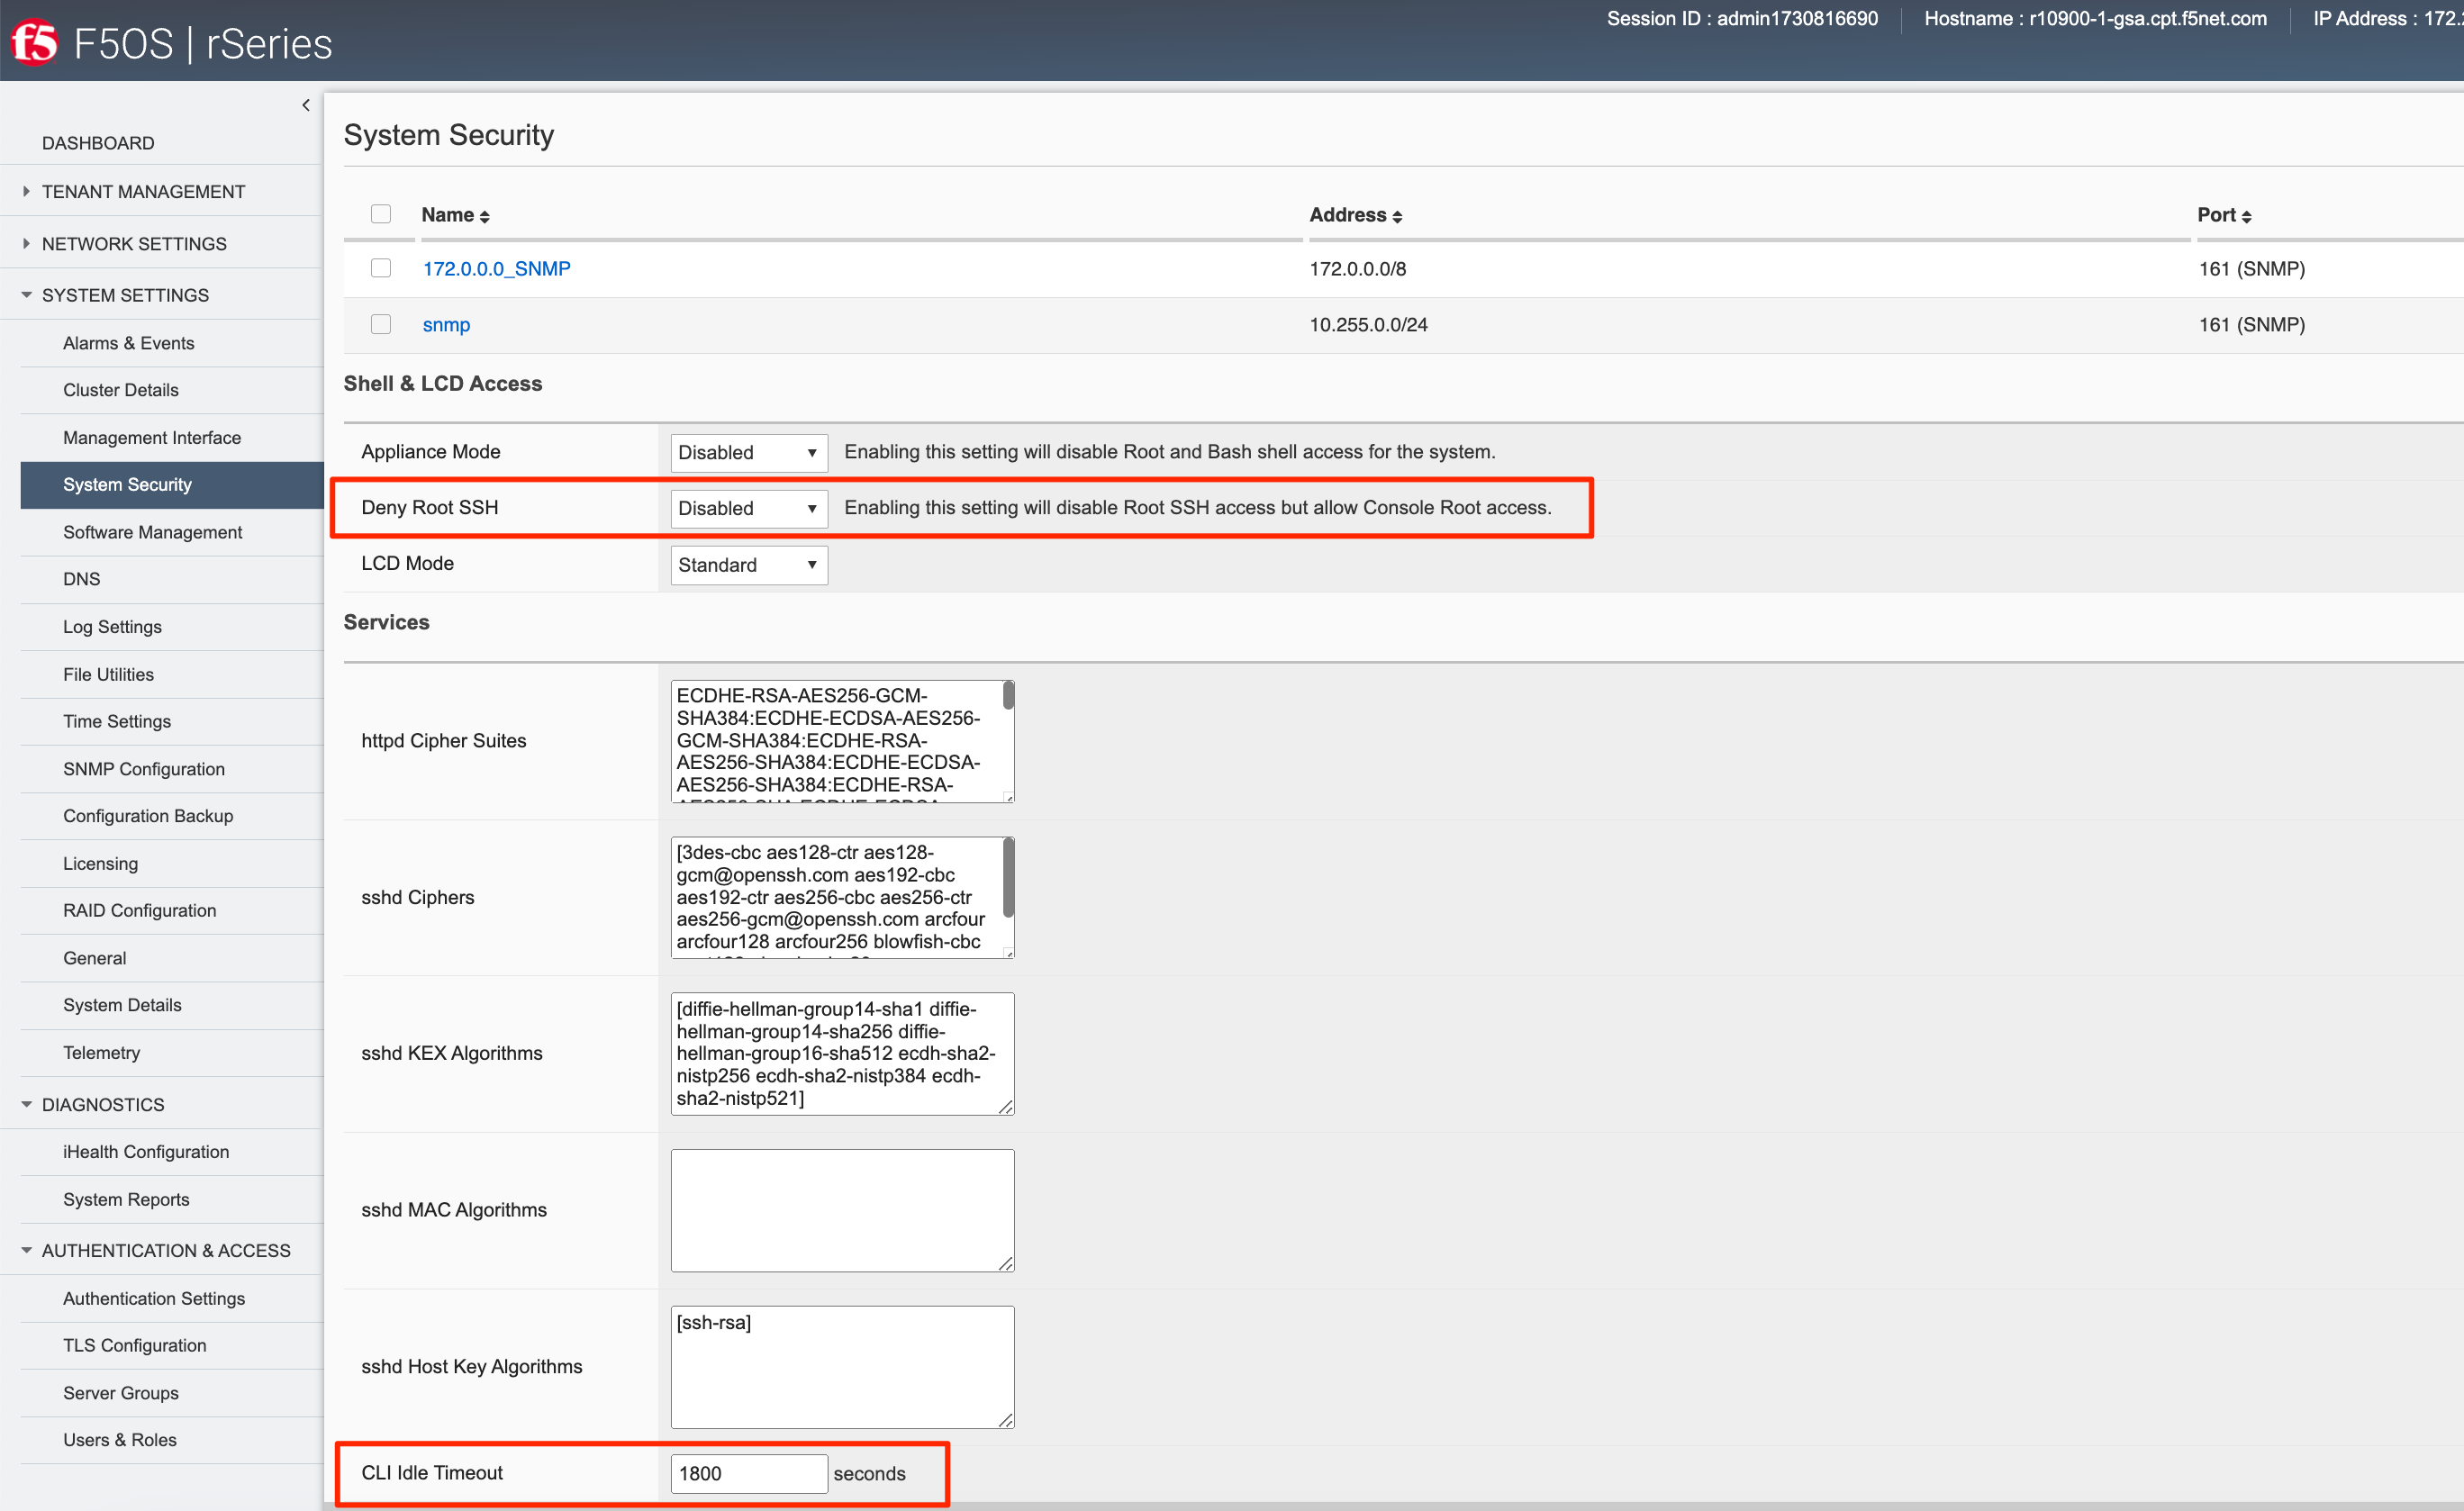 f5 F5OS | rSeries
Session ID : admin1730816690
Hostname : r10900-1-gsa.cpt.f5net.com
IP Address : 172.
DASHBOARD
TENANT MANAGEMENT
NETWORK SETTINGS
SYSTEM SETTINGS
Alarms & Events
Cluster Details
Management Interface
System Security
Software Management
DNS
Log Settings
File Utilities
Time Settings
SNMP Configuration
Configuration Backup
Licensing
RAID Configuration
General
System Details
Telemetry
DIAGNOSTICS
iHealth Configuration
System Reports
AUTHENTICATION & ACCESS
Authentication Settings
TLS Configuration
Server Groups
Users & Roles
System Security
Name Address Port
172.0.0.0_SNMP 172.0.0.0/8 161 (SNMP)
snmp 10.255.0.0/24 161 (SNMP)
Shell & LCD Access
Appliance Mode Disabled Enabling this setting will disable Root and Bash shell access for the system.
Deny Root SSH Disabled Enabling this setting will disable Root SSH access but allow Console Root access.
LCD Mode Standard
Services
httpd Cipher Suites
ECDHE-RSA-AES256-GCM-
SHA384:ECDHE-ECDSA-AES256-
GCM-SHA384:ECDHE-RSA-
AES256-SHA384:ECDHE-ECDSA-
AES256-SHA384:ECDHE-RSA-
sshd Ciphers
[3des-cbc aes128-ctr aes128-
gcm@openssh.com aes192-cbc
aes192-ctr aes256-cbc aes256-ctr
aes256-gcm@openssh.com arcfour
arcfour128 arcfour256 blowfish-cbc
sshd KEX Algorithms
[diffie-hellman-group14-sha1 diffie-
hellman-group14-sha256 diffie-
hellman-group16-sha512 ecdh-sha2-
nistp256 ecdh-sha2-nistp384 ecdh-
sha2-nistp521]
sshd MAC Algorithms
sshd Host Key Algorithms
[ssh-rsa]
CLI Idle Timeout 1800 seconds